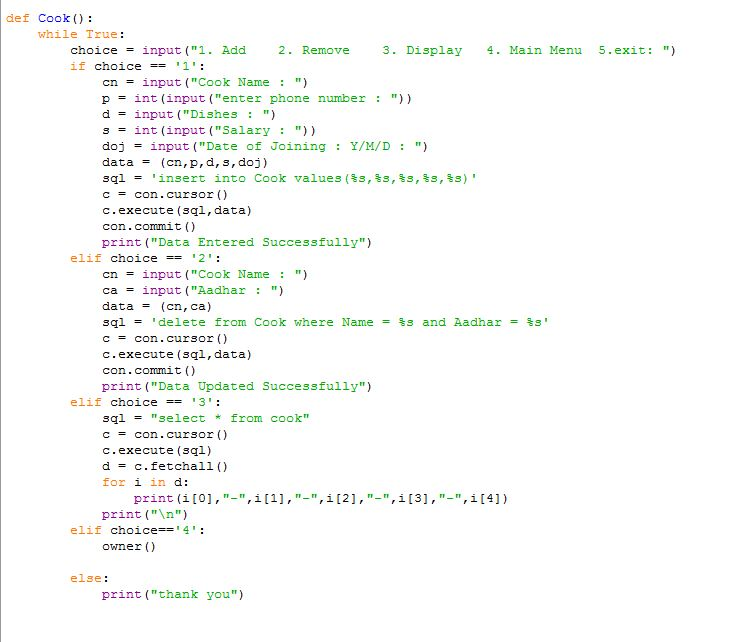 def Cook():
    while True:
        choice = input("1. Add    2. Remove    3. Display   4. Main Menu  5.exit: ")
        if choice == '1':
            cn = input("Cook Name : ")
            p = int(input("enter phone number : "))
            d = input("Dishes : ")
            s = int(input("Salary : "))
            doj = input("Date of Joining : Y/M/D : ")
            data = (cn,p,d,s,doj)
            sql = 'insert into Cook values(%s,%s,%s,%s,%s)'
            c = con.cursor()
            c.execute(sql,data)
            con.commit()
            print("Data Entered Successfully")
        elif choice == '2':
            cn = input("Cook Name : ")
            ca = input("Aadhar : ")
            data = (cn,ca)
            sql = 'delete from Cook where Name = %s and Aadhar = %s'
            c = con.cursor()
            c.execute(sql,data)
            con.commit()
            print("Data Updated Successfully")
        elif choice == '3':
            sql = "select * from cook"
            c = con.cursor()
            c.execute(sql)
            d = c.fetchall()
            for i in d:
                print(i[0],"-",i[1],"-",i[2],"-",i[3],"-",i[4])
            print("\n")
        elif choice=='4':
            owner()
        else:
            print("thank you")